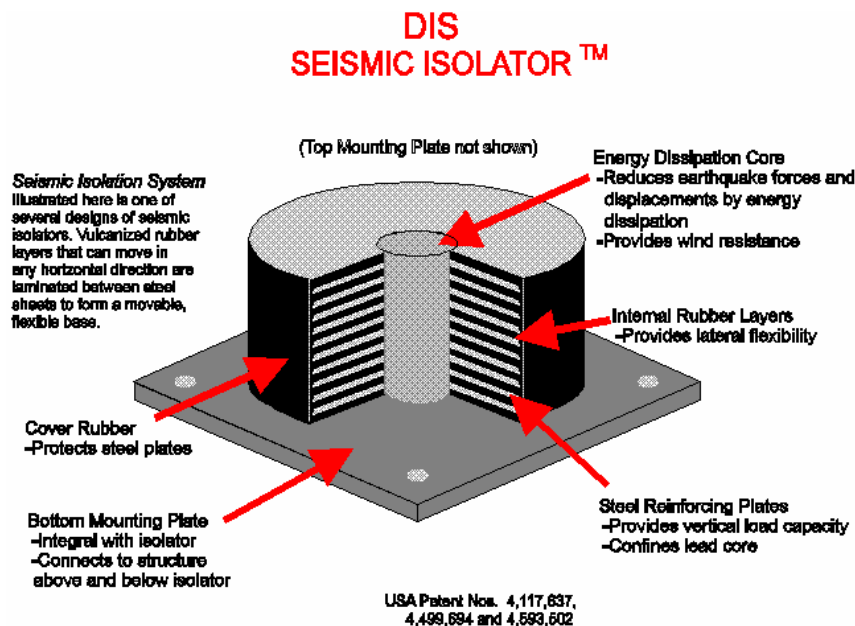 DIS
SEISMIC ISOLATOR™
(Top Mounting Plate not shown)
Seismic Isolation System
Illustrated here is one of
several designs of seismic
isolators. Vulcanized rubber
layers that can move in
any horizontal direction are
laminated between steel
sheets to form a movable,
flexible base.
Energy Dissipation Core
-Reduces earthquake forces and
displacements by energy
dissipation
-Provides wind resistance
Internal Rubber Layers
-Provides lateral flexibility
Cover Rubber
-Protects steel plates
Steel Reinforcing Plates
-Provides vertical load capacity
-Confines lead core
Bottom Mounting Plate
-Integral with isolator
-Connects to structure
above and below isolator
USA Patent Nos. 4,117,637,
4,499,694 and 4,593,502